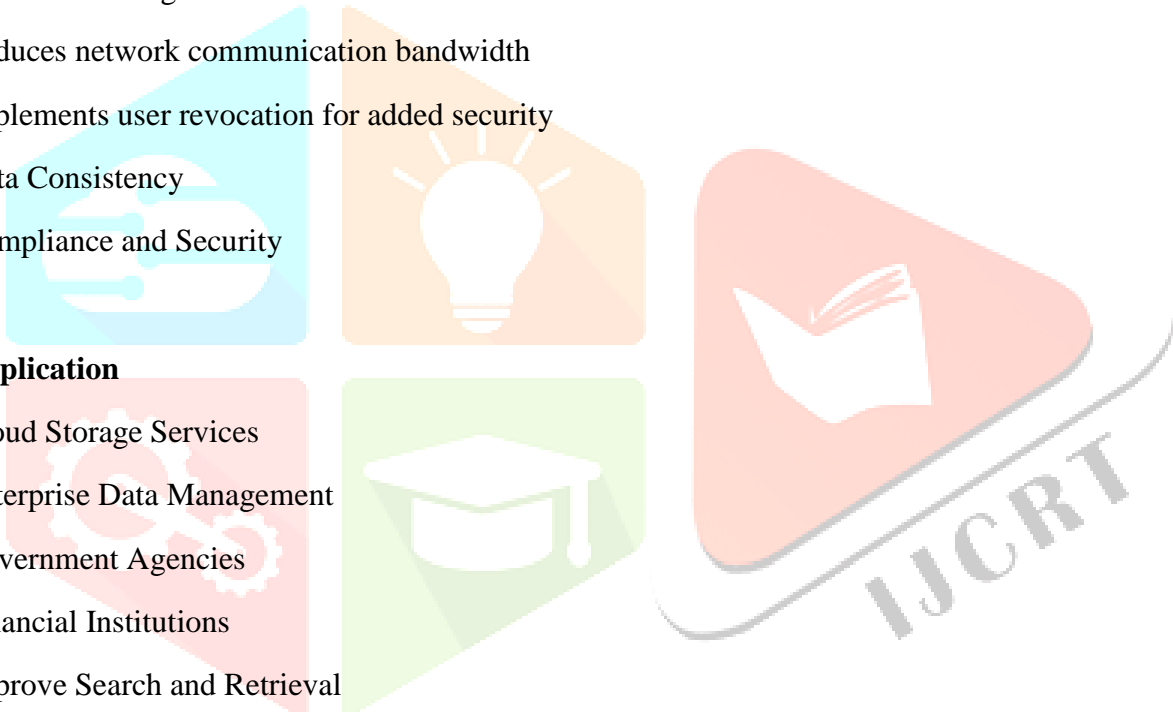 duces network communication bandwidth
plements user revocation for added security
ta Consistency
mpliance and Security
plication
oud Storage Services
terprise Data Management
vernment Agencies
nancial Institutions
prove Search and Retrieval
IJCRT